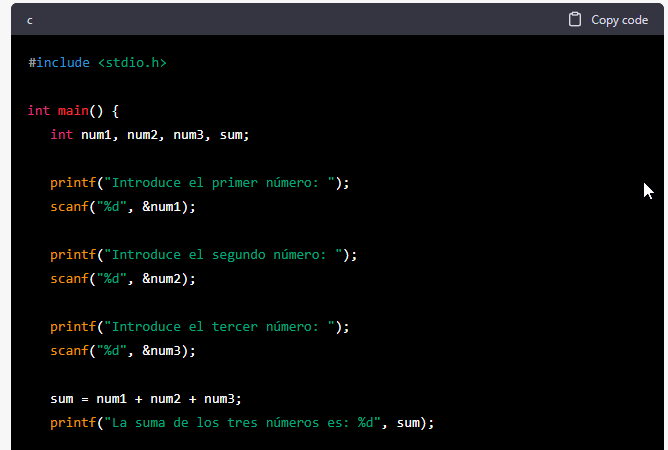 c
Copy code
#include <stdio.h>
int main() {
int num1, num2, num3, sum;
printf("Introduce el primer número: ");
scanf("%d", &num1);
printf("Introduce el segundo número: ");
scanf("%d", &num2);
printf("Introduce el tercer número: ");
scanf("%d", &num3);
sum = num1 + num2 + num3;
printf("La suma de los tres números es: %d", sum);